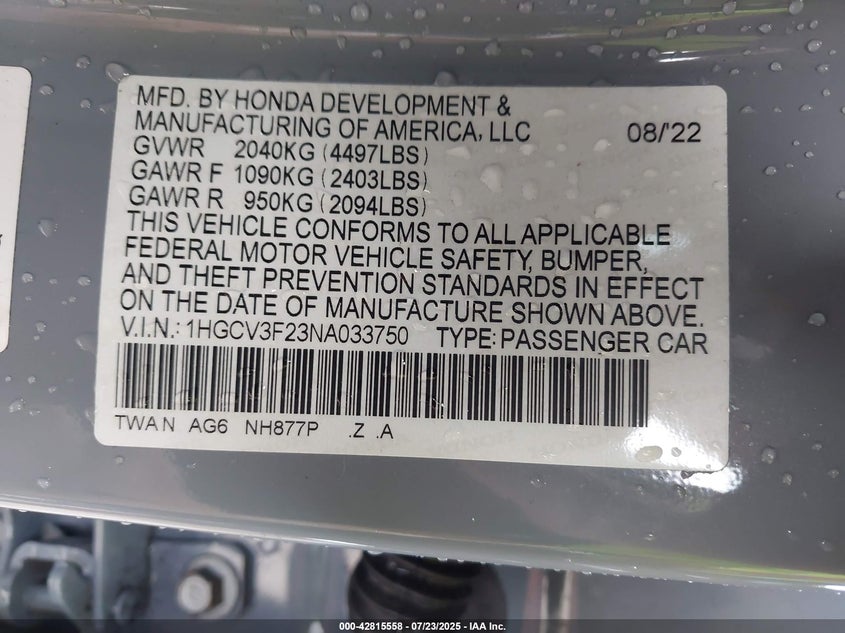 MFD. BY HONDA DEVELOPMENT &
MANUFACTURING OF AMERICA, LLC 08/'22
GVWR 2040KG (4497LBS)
GAWR F 1090KG (2403LBS)
GAWR R 950KG (2094LBS)
THIS VEHICLE CONFORMS TO ALL APPLICABLE
FEDERAL MOTOR VEHICLE SAFETY, BUMPER,
AND THEFT PREVENTION STANDARDS IN EFFECT
ON THE DATE OF MANUFACTURE SHOWN ABOVE.
V.I.N.: 1HGCV3F23NA033750 TYPE: PASSENGER CAR
TWA N AG6 NH877P .Z .A
000-42815558 - 07/23/2025 - IAA Inc.